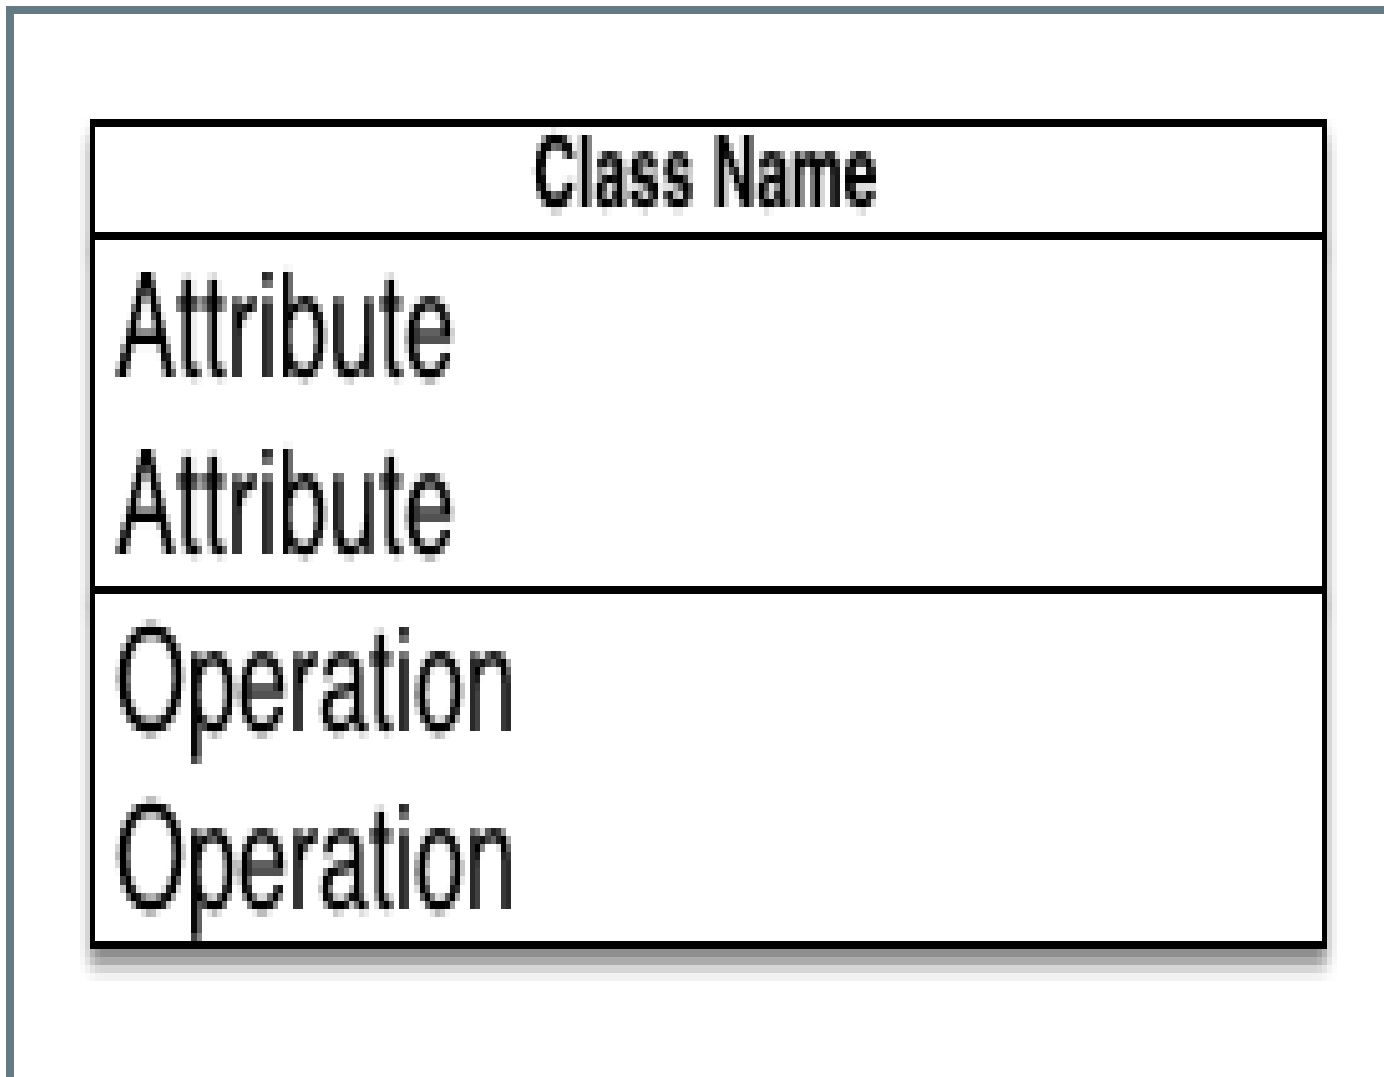 Class Name
Attribute
Attribute
Operation
Operation